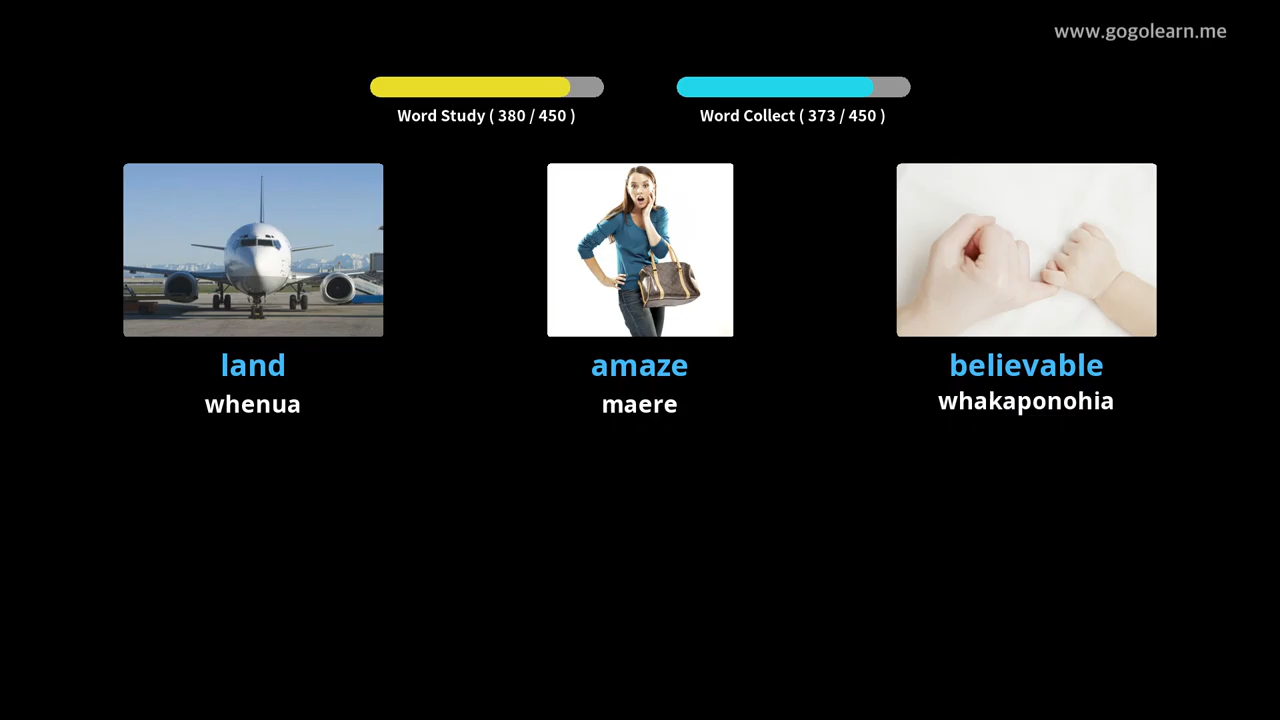 www.gogolearn.me
Word Study ( 380 / 450 )
Word Collect ( 373 / 450 )
land
amaze
believable
whenua
maere
whakaponohia